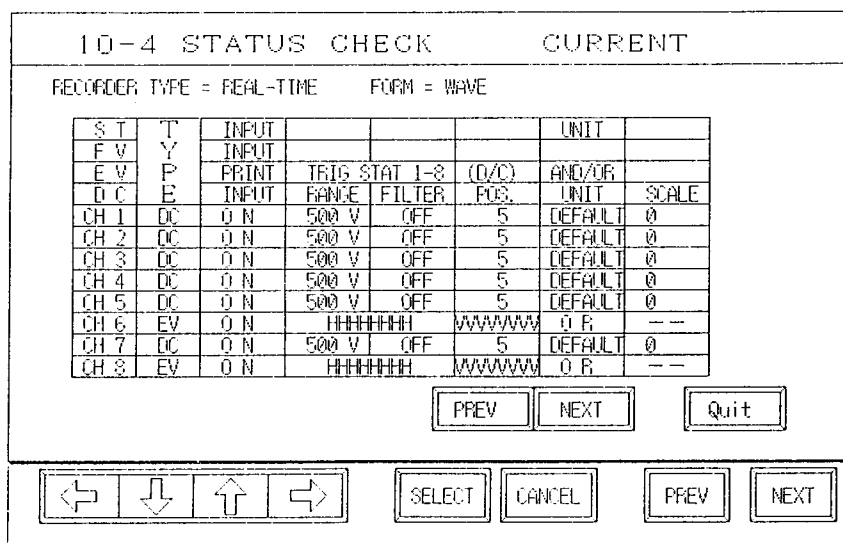 10-4 STATUS CHECK CURRENT
RECORDER TYPE = REAL-TIME FORM = WAVE
S T T INPUT UNIT
F V Y INPUT
E V P PRINT TRIG STAT 1-8 (D/C) AND/OR
D C E INPUT RANGE FILTER POS. UNIT SCALE
CH 1 DC O N 500 V OFF 5 DEFAULT 0
CH 2 DC O N 500 V OFF 5 DEFAULT 0
CH 3 DC O N 500 V OFF 5 DEFAULT 0
CH 4 DC O N 500 V OFF 5 DEFAULT 0
CH 5 DC O N 500 V OFF 5 DEFAULT 0
CH 6 EV O N HHHHHHHH VVVVVVVV O R --
CH 7 DC O N 500 V OFF 5 DEFAULT 0
CH 8 EV O N HHHHHHHH VVVVVVVV O R --
PREV NEXT Quit
SELECT CANCEL PREV NEXT